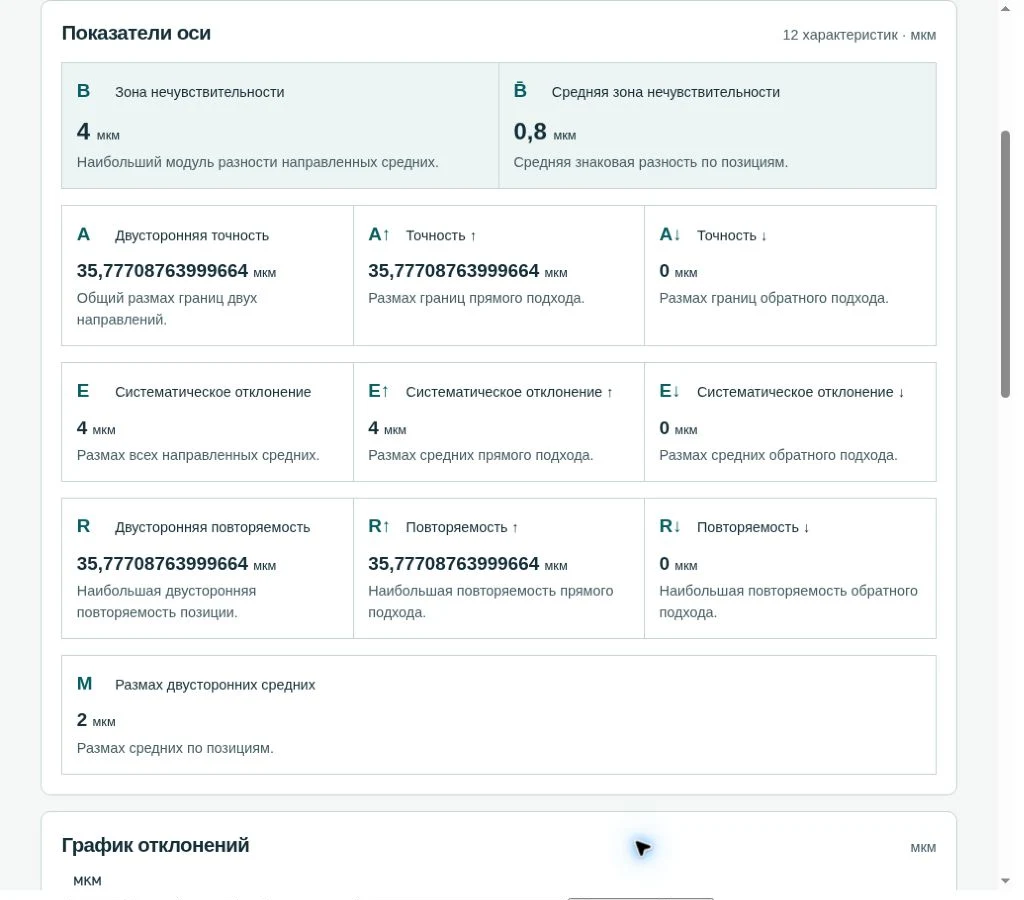 Показатели оси
12 характеристик · мкм
B Зона нечувствительности
4 мкм
Наибольший модуль разности направленных средних.
B̄ Средняя зона нечувствительности
0,8 мкм
Средняя знаковая разность по позициям.
A Двусторонняя точность
35,77708763999664 мкм
Общий размах границ двух
направлений.
A↑ Точность ↑
35,77708763999664 мкм
Размах границ прямого подхода.
A↓ Точность ↓
0 мкм
Размах границ обратного подхода.
E Систематическое отклонение
4 мкм
Размах всех направленных средних.
E↑ Систематическое отклонение ↑
4 мкм
Размах средних прямого подхода.
E↓ Систематическое отклонение ↓
0 мкм
Размах средних обратного подхода.
R Двусторонняя повторяемость
35,77708763999664 мкм
Наибольшая двусторонняя
повторяемость позиции.
R↑ Повторяемость ↑
35,77708763999664 мкм
Наибольшая повторяемость прямого
подхода.
R↓ Повторяемость ↓
0 мкм
Наибольшая повторяемость обратного
подхода.
M Размах двусторонних средних
2 мкм
Размах средних по позициям.
График отклонений
мкм
мкм